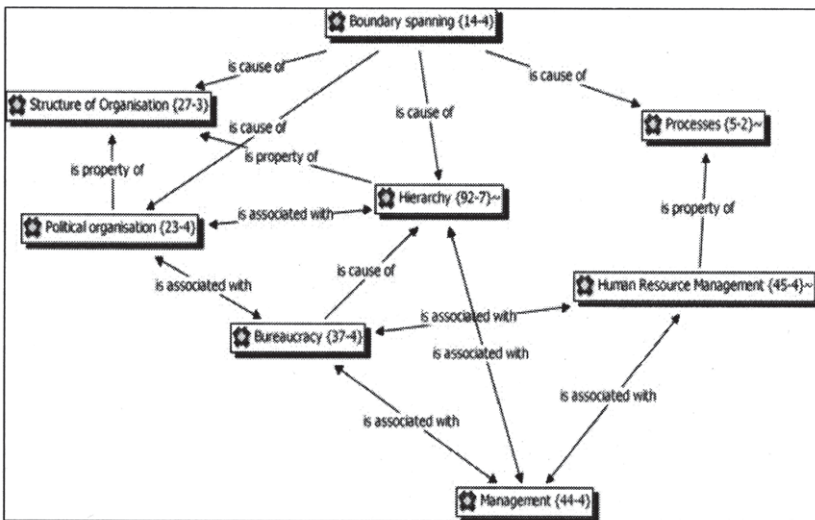 Boundary spanning {14-4}
is cause of
Structure of Organisation {27-3}
is cause of
is cause of
is cause of
Processes {5-2}~
is property of
is property of
Hierarchy {92-7}~
is property of
is associated with
Political organisation {23-4}
is associated with
is cause of
Human Resource Management {45-4}~
is associated with
Bureaucracy {37-4}
is associated with
is associated with
is associated with
Management {44-4}